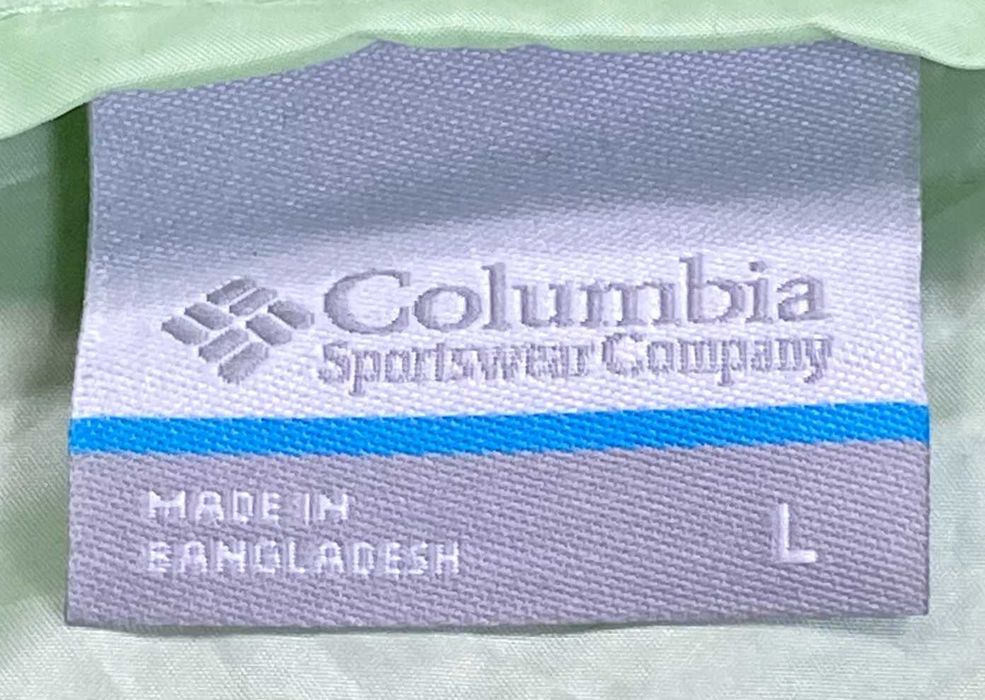 Columbia
Sportswear Company
MADE IN
BANGLADESH
L